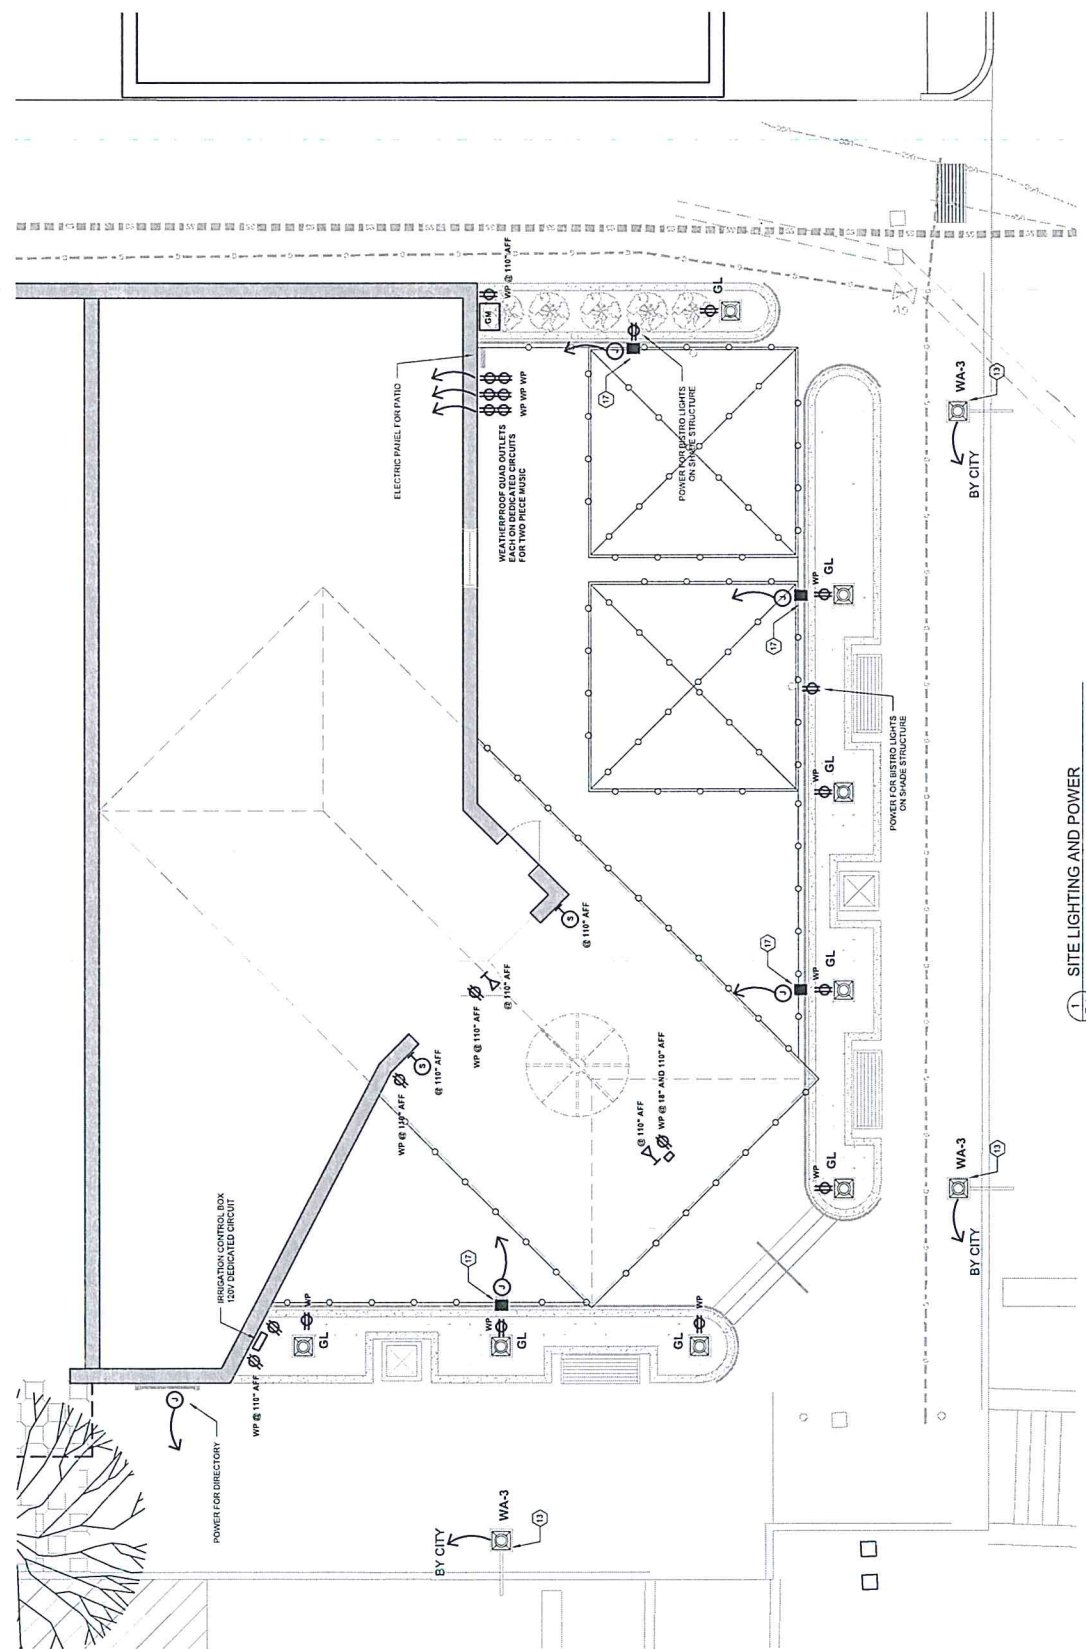 WP @ 110" AFF
GM
GL
ELECTRIC PANEL FOR PATIO
WP WP WP
WEATHERPROOF QUAD OUTLETS
EACH ON DEDICATED CIRCUITS
FOR TWO PIECE MUSIC
J
17
POWER FOR BISTRO LIGHTS
ON SHADE STRUCTURE
WA-3
13
BY CITY
J
17
WP
GL
POWER FOR BISTRO LIGHTS
ON SHADE STRUCTURE
WP
GL
S
@ 110" AFF
WP @ 110" AFF
@ 110" AFF
J
17
WP
GL
S
@ 110" AFF
WP @ 110" AFF
@ 110" AFF
WP @ 18" AND 110" AFF
WP
GL
WA-3
13
BY CITY
IRRIGATION CONTROL BOX
120V DEDICATED CIRCUIT
17
J
WP
GL
WP
GL
WP
GL
WP @ 110" AFF
J
POWER FOR DIRECTORY
WA-3
13
BY CITY
1
SITE LIGHTING AND POWER